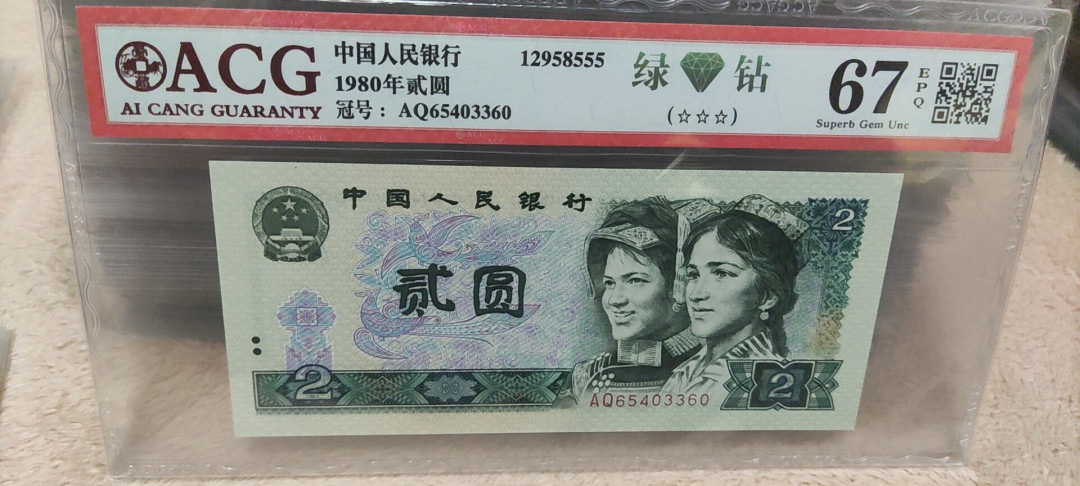 ACG
AI CANG GUARANTY
中国人民银行
1980年贰圆
冠号：AQ65403360
12958555
绿 钻
(☆☆☆)
67
EPQ
Superb Gem Unc
中国人民银行
贰圆
2
2
2
AQ65403360